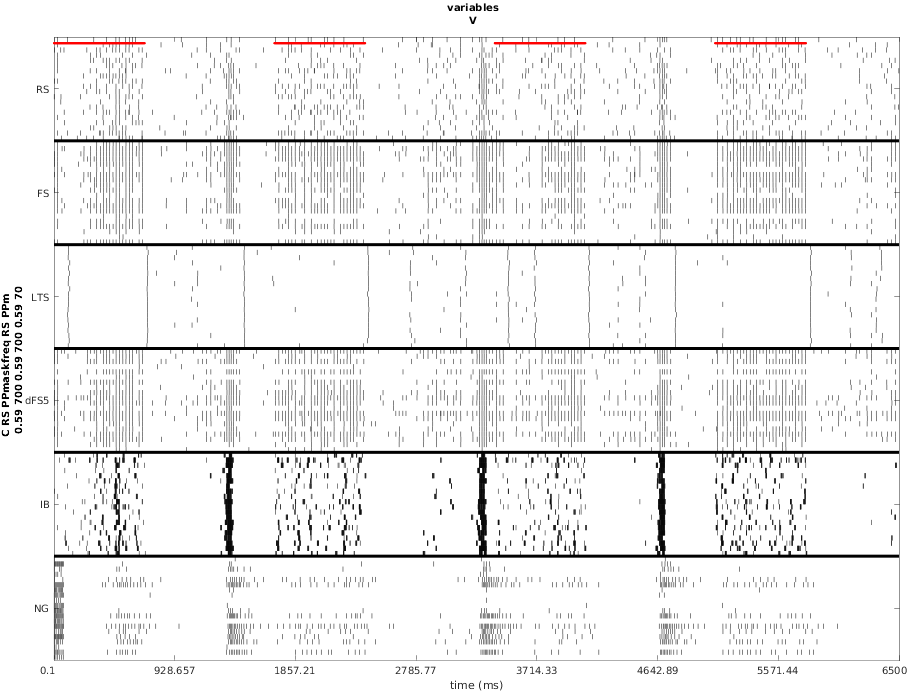 variables
V
RS
FS
LTS
dFS5
IB
NG
C RS PPmaskfreq RS PPm
0.59 700 0.59 700 0.59 70
0.1
928.657
1857.21
2785.77
3714.33
4642.89
5571.44
6500
time (ms)